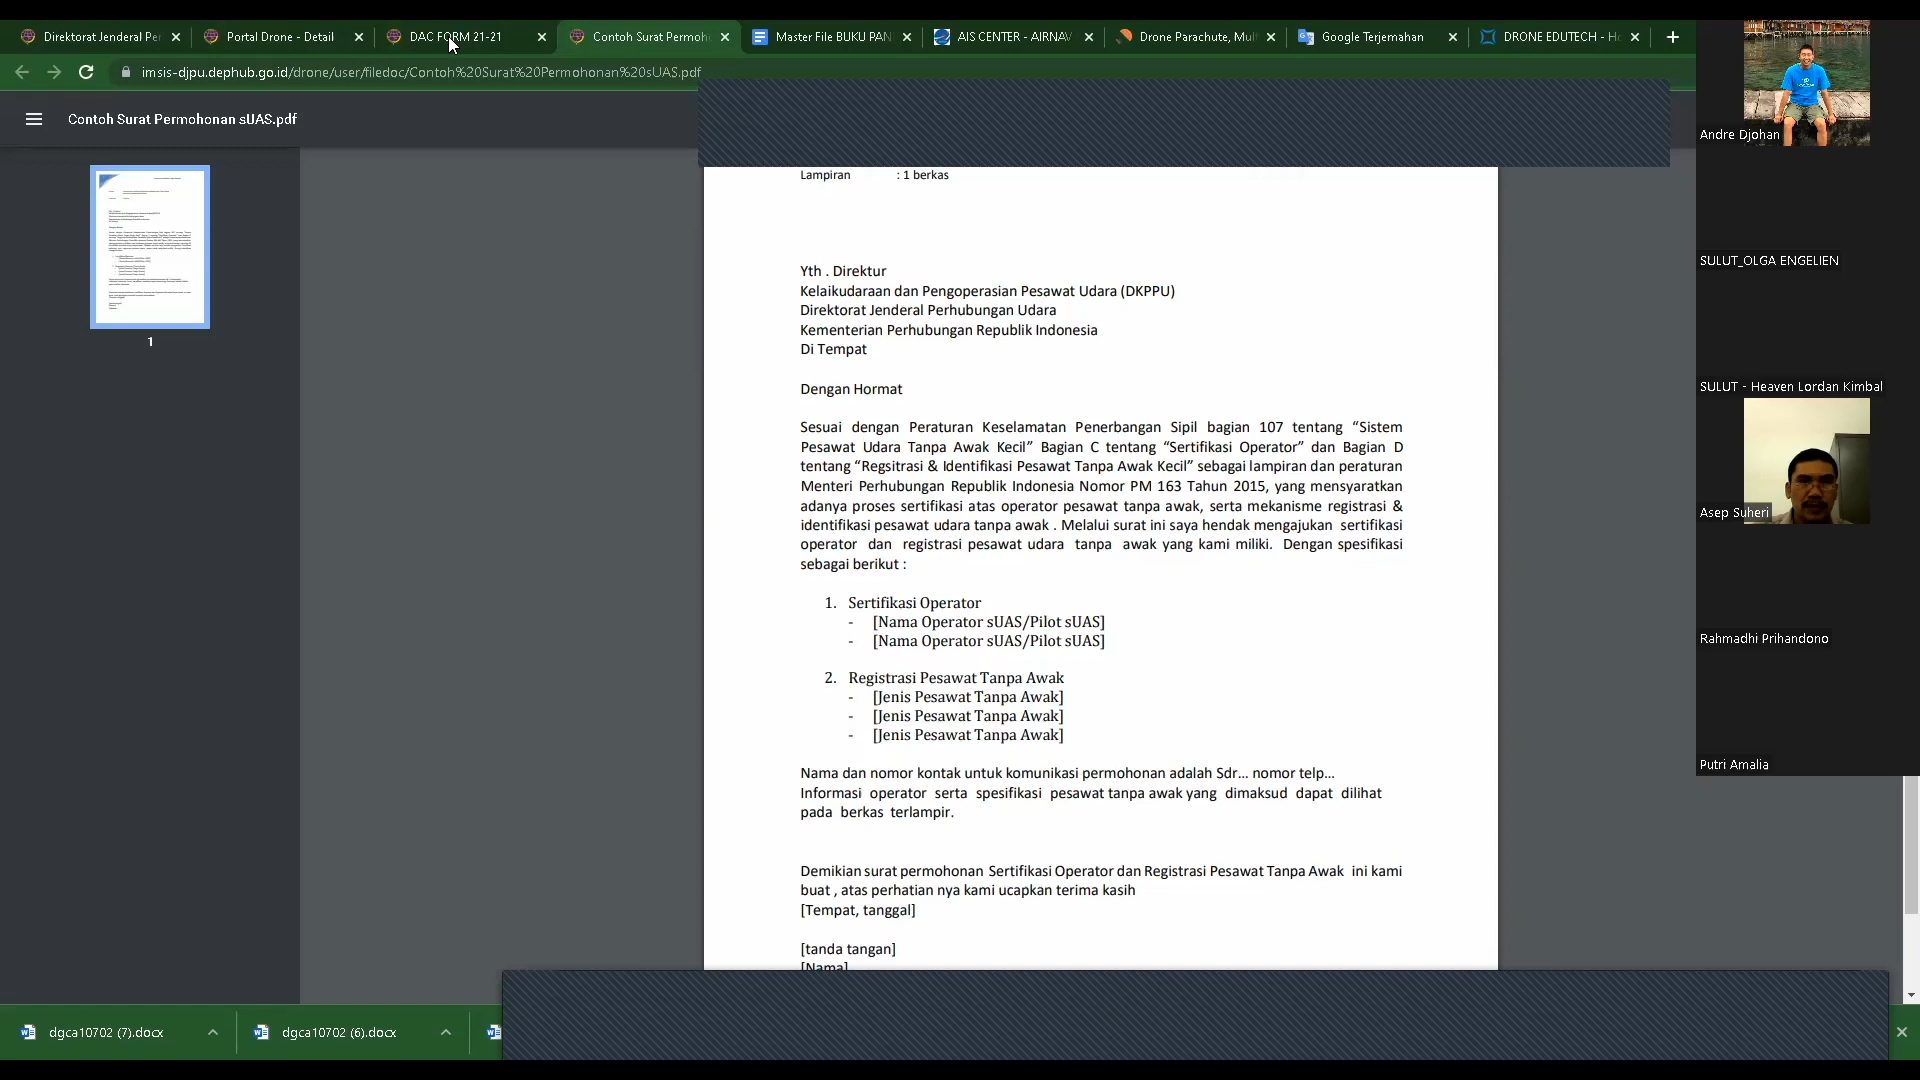 Direktorat Jenderal Pe
Portal Drone - Detail
DAC FORM 21-21
Contoh Surat Permoh
Master File BUKU PAN
AIS CENTER - AIRNAV
Drone Parachute, Mul
Google Terjemahan
DRONE EDUTECH - Ho
imsis-djpu.dephub.go.id/drone/user/filedoc/Contoh%20Surat%20Permohonan%20sUAS.pdf
Contoh Surat Permohonan sUAS.pdf
1
Lampiran : 1 berkas
Yth . Direktur
Kelaikudaraan dan Pengoperasian Pesawat Udara (DKPPU)
Direktorat Jenderal Perhubungan Udara
Kementerian Perhubungan Republik Indonesia
Di Tempat
Dengan Hormat
Sesuai dengan Peraturan Keselamatan Penerbangan Sipil bagian 107 tentang “Sistem
Pesawat Udara Tanpa Awak Kecil” Bagian C tentang “Sertifikasi Operator” dan Bagian D
tentang “Regsitrasi & Identifikasi Pesawat Tanpa Awak Kecil” sebagai lampiran dan peraturan
Menteri Perhubungan Republik Indonesia Nomor PM 163 Tahun 2015, yang mensyaratkan
adanya proses sertifikasi atas operator pesawat tanpa awak, serta mekanisme registrasi &
identifikasi pesawat udara tanpa awak . Melalui surat ini saya hendak mengajukan sertifikasi
operator dan registrasi pesawat udara tanpa awak yang kami miliki. Dengan spesifikasi
sebagai berikut :
1. Sertifikasi Operator
- [Nama Operator sUAS/Pilot sUAS]
- [Nama Operator sUAS/Pilot sUAS]
2. Registrasi Pesawat Tanpa Awak
- [Jenis Pesawat Tanpa Awak]
- [Jenis Pesawat Tanpa Awak]
- [Jenis Pesawat Tanpa Awak]
Nama dan nomor kontak untuk komunikasi permohonan adalah Sdr... nomor telp...
Informasi operator serta spesifikasi pesawat tanpa awak yang dimaksud dapat dilihat
pada berkas terlampir.
Demikian surat permohonan Sertifikasi Operator dan Registrasi Pesawat Tanpa Awak ini kami
buat , atas perhatian nya kami ucapkan terima kasih
[Tempat, tanggal]
[tanda tangan]
[Nama]
dgca10702 (7).docx
dgca10702 (6).docx
Andre Djohan
SULUT_OLGA ENGELIEN
SULUT - Heaven Lordan Kimbal
Asep Suheri
Rahmadhi Prihandono
Putri Amalia